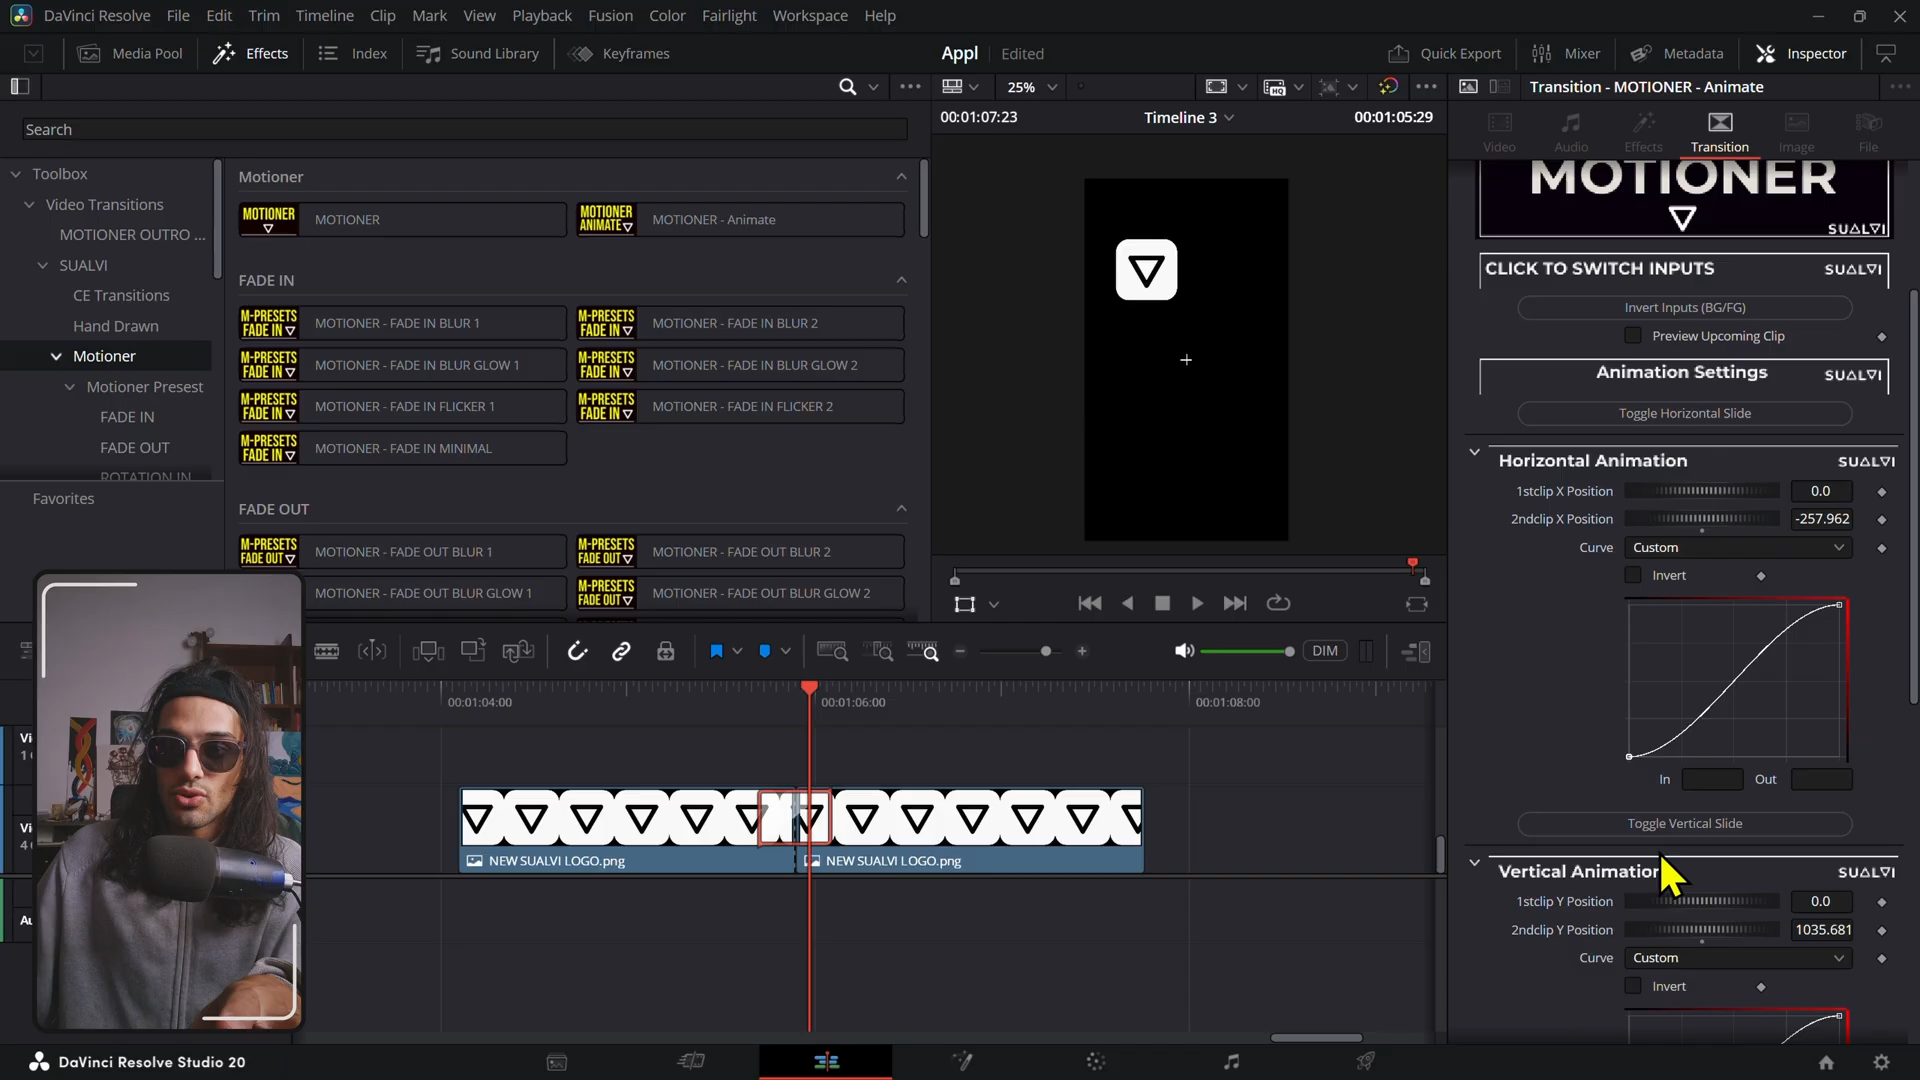 DaVinci Resolve File Edit Trim Timeline Clip Mark View Playback Fusion Color Fairlight Workspace Help
Media Pool Effects Index Sound Library Keyframes Appl Edited Quick Export Mixer Metadata Inspector
25% Transition - MOTIONER - Animate
00:01:07:23 Timeline 3 00:01:05:29
Search
Video Audio Effects Transition Image File
Toolbox
Video Transitions
MOTIONER OUTRO ...
SUALVI
CE Transitions
Hand Drawn
Motioner
Motioner Presest
FADE IN
FADE OUT
ROTATION IN
Favorites
Motioner
MOTIONER MOTIONER
MOTIONER ANIMATE MOTIONER - Animate
FADE IN
M-PRESETS FADE IN MOTIONER - FADE IN BLUR 1
M-PRESETS FADE IN MOTIONER - FADE IN BLUR 2
M-PRESETS FADE IN MOTIONER - FADE IN BLUR GLOW 1
M-PRESETS FADE IN MOTIONER - FADE IN BLUR GLOW 2
M-PRESETS FADE IN MOTIONER - FADE IN FLICKER 1
M-PRESETS FADE IN MOTIONER - FADE IN FLICKER 2
M-PRESETS FADE IN MOTIONER - FADE IN MINIMAL
FADE OUT
M-PRESETS FADE OUT MOTIONER - FADE OUT BLUR 1
M-PRESETS FADE OUT MOTIONER - FADE OUT BLUR 2
MOTIONER - FADE OUT BLUR GLOW 1
M-PRESETS FADE OUT MOTIONER - FADE OUT BLUR GLOW 2
MOTIONER
SUALVI
CLICK TO SWITCH INPUTS SUALVI
Invert Inputs (BG/FG)
Preview Upcoming Clip
Animation Settings SUALVI
Toggle Horizontal Slide
Horizontal Animation SUALVI
1stclip X Position 0.0
2ndclip X Position -257.962
Curve Custom
Invert
In Out
Toggle Vertical Slide
Vertical Animation SUALVI
1stclip Y Position 0.0
2ndclip Y Position 1035.681
Curve Custom
Invert
DIM
00:01:04:00 00:01:06:00 00:01:08:00
NEW SUALVI LOGO.png NEW SUALVI LOGO.png
DaVinci Resolve Studio 20